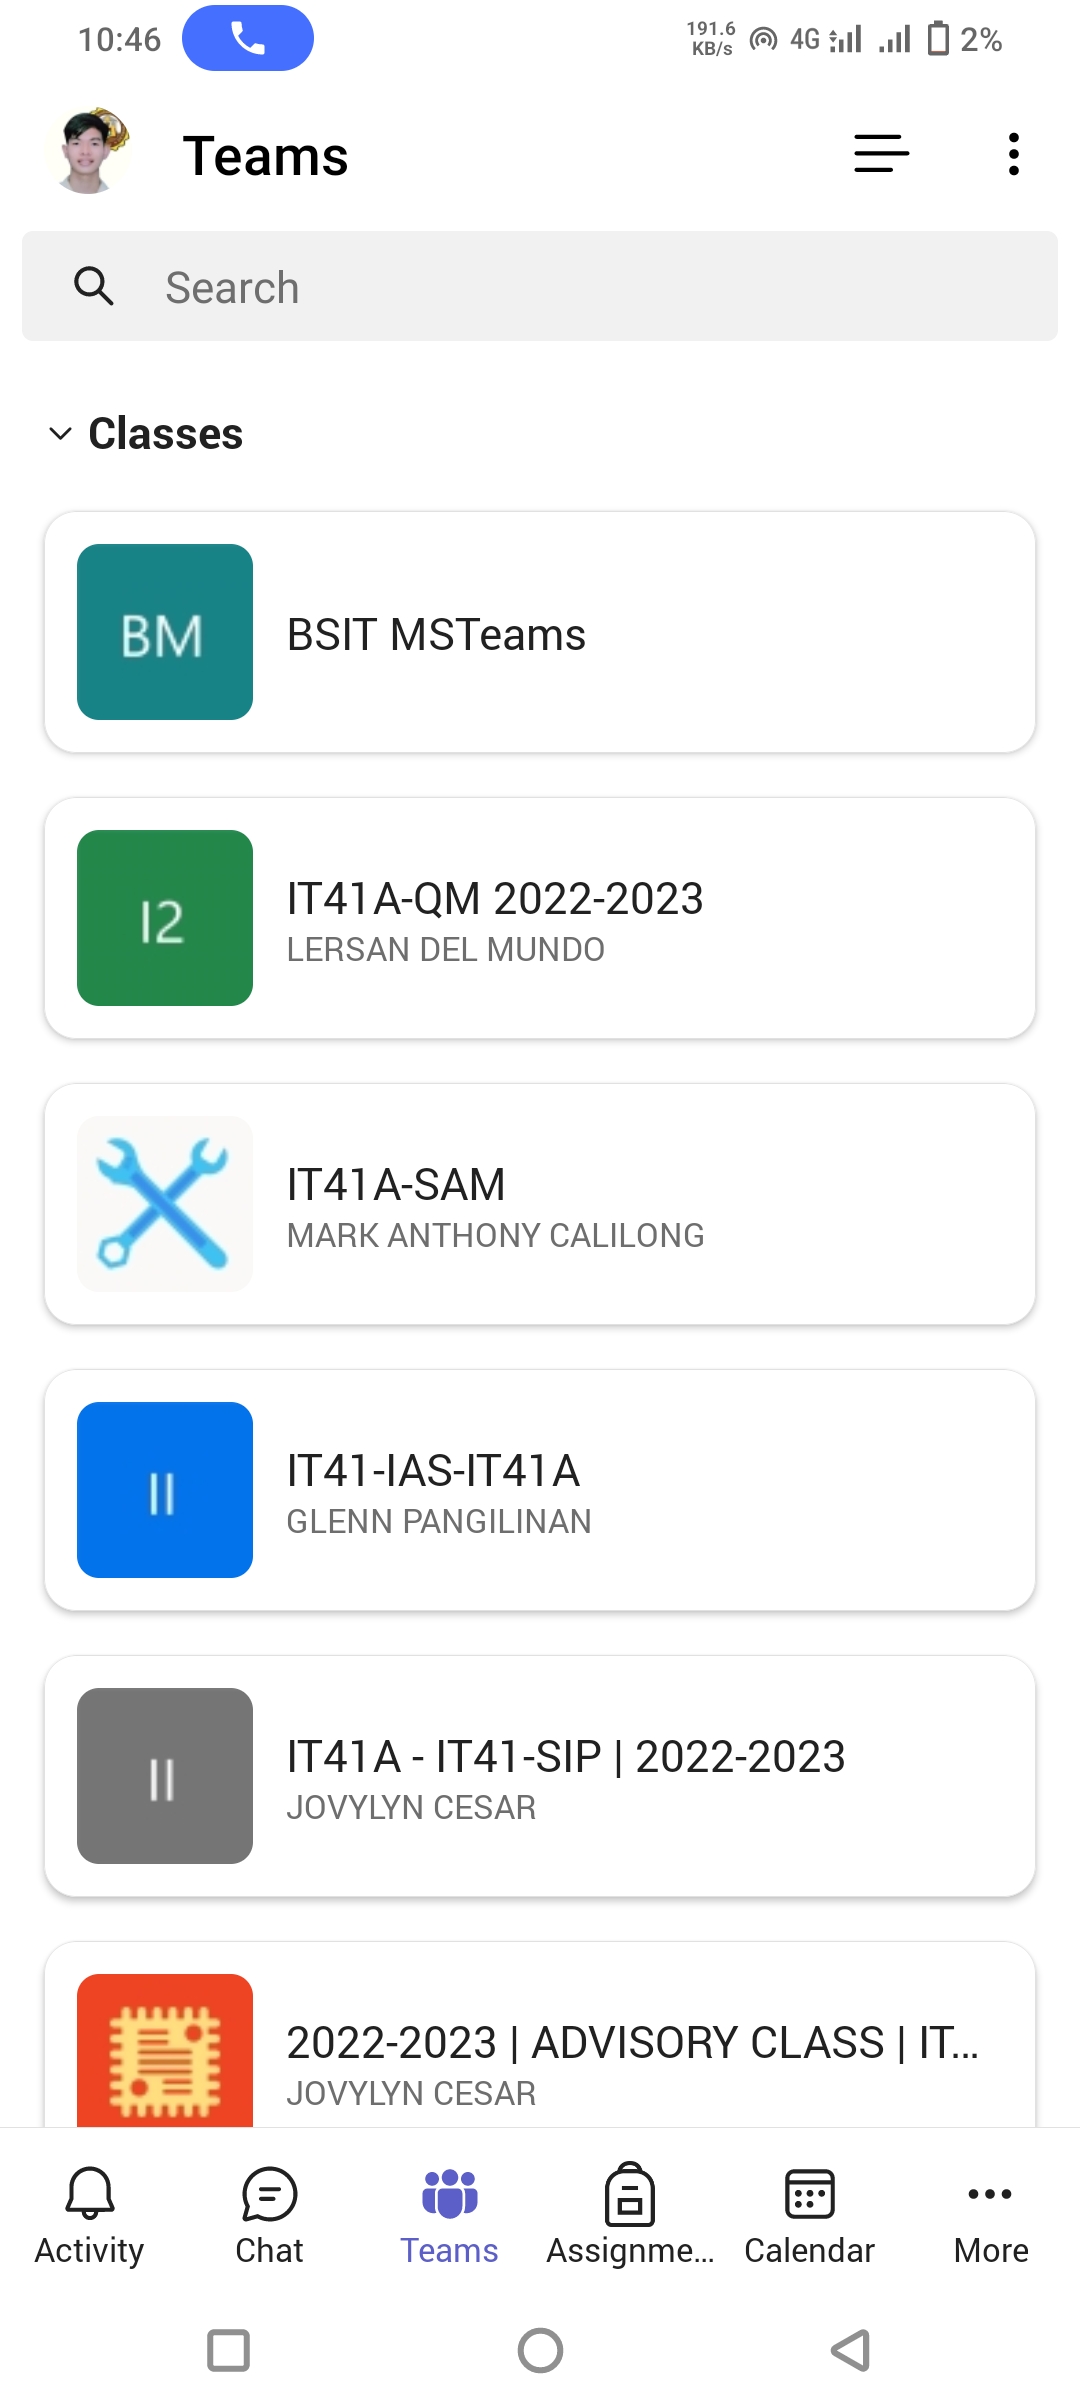 10:46
191.6
KB/s
4G
2%
Teams
Search
Classes
BM
BSIT MSTeams
I2
IT41A-QM 2022-2023
LERSAN DEL MUNDO
IT41A-SAM
MARK ANTHONY CALILONG
II
IT41-IAS-IT41A
GLENN PANGILINAN
II
IT41A - IT41-SIP | 2022-2023
JOVYLYN CESAR
2022-2023 | ADVISORY CLASS | IT...
JOVYLYN CESAR
Activity
Chat
Teams
Assignme...
Calendar
More